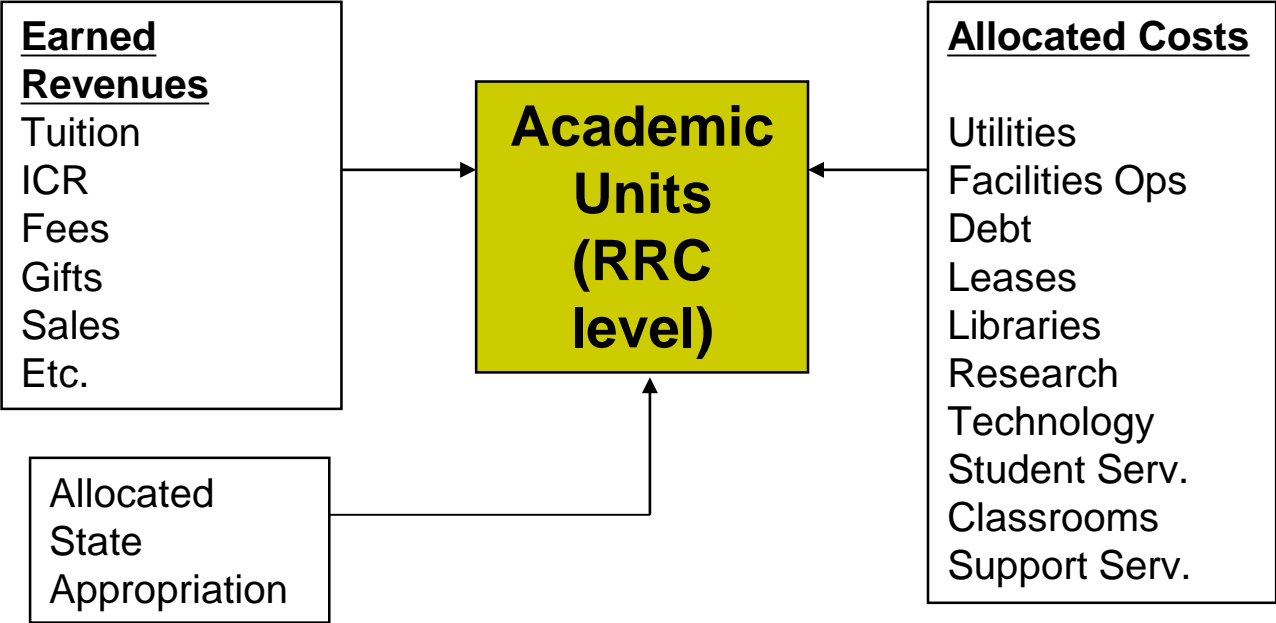 Earned
Revenues
Tuition
ICR
Fees
Gifts
Sales
Etc.
Allocated
State
Appropriation
Academic
Units
(RRC
level)
Allocated Costs
Utilities
Facilities Ops
Debt
Leases
Libraries
Research
Technology
Student Serv.
Classrooms
Support Serv.